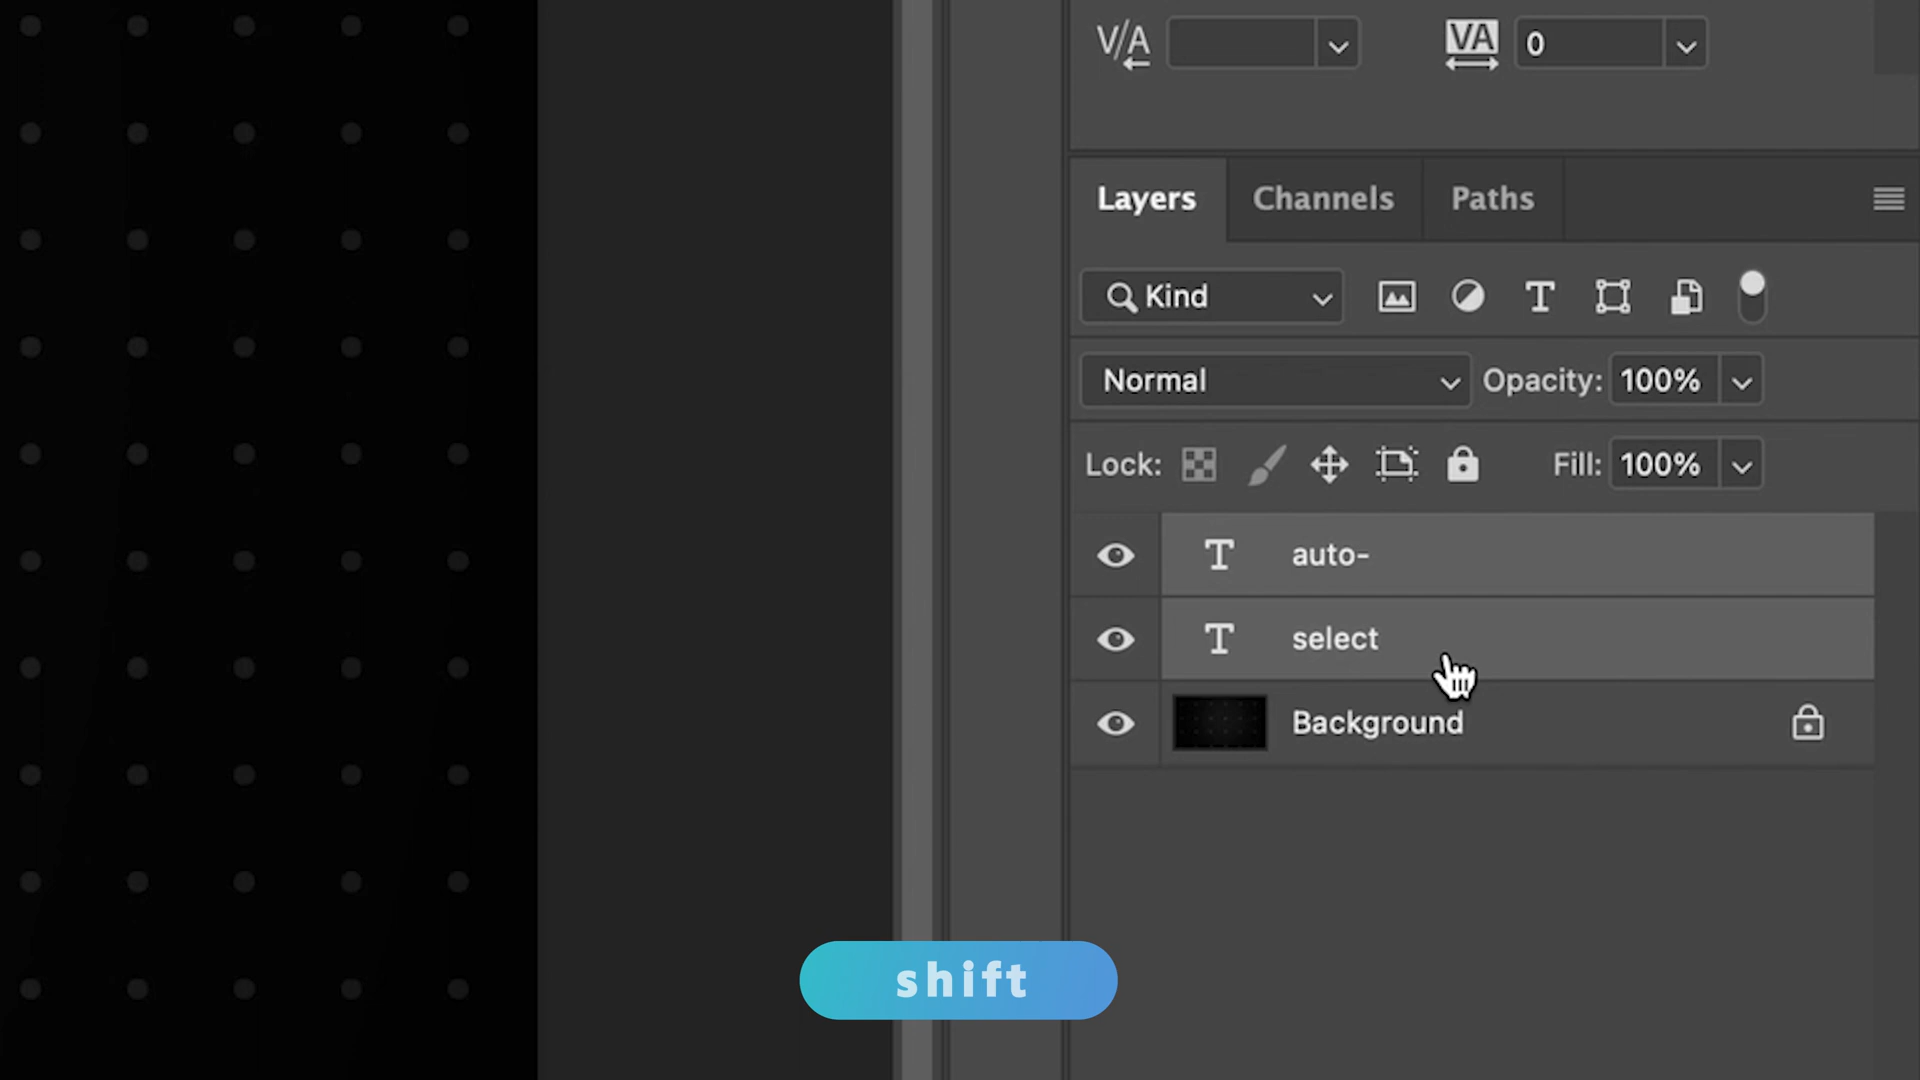 V/A VA 0
Layers Channels Paths
Kind T
Normal Opacity: 100%
Lock: Fill: 100%
T auto-
T select
Background
shift